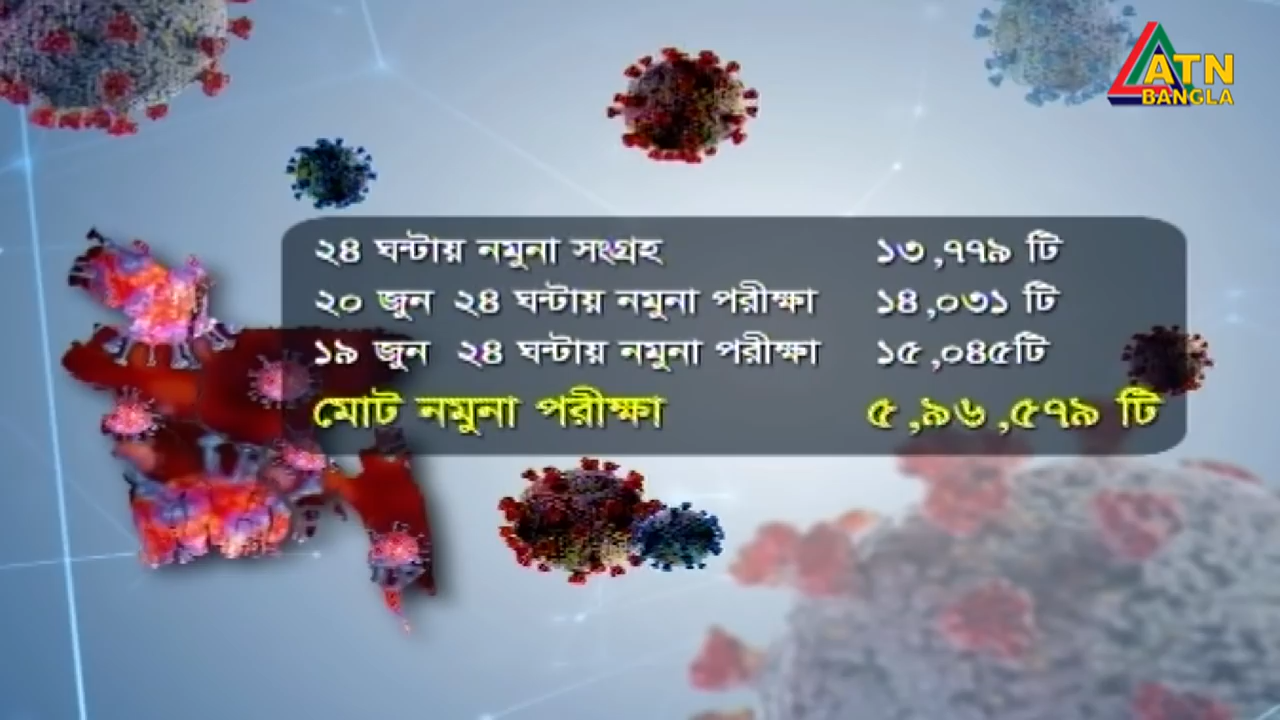 ATN
BANGLA
২৪ ঘন্টায় নমুনা সংগ্রহ ১৩,৭৭৯ টি
২০ জুন ২৪ ঘন্টায় নমুনা পরীক্ষা ১৪,০৩১ টি
১৯ জুন ২৪ ঘন্টায় নমুনা পরীক্ষা ১৫,০৪৫টি
মোট নমুনা পরীক্ষা ৫,৯৬,৫৭৯ টি